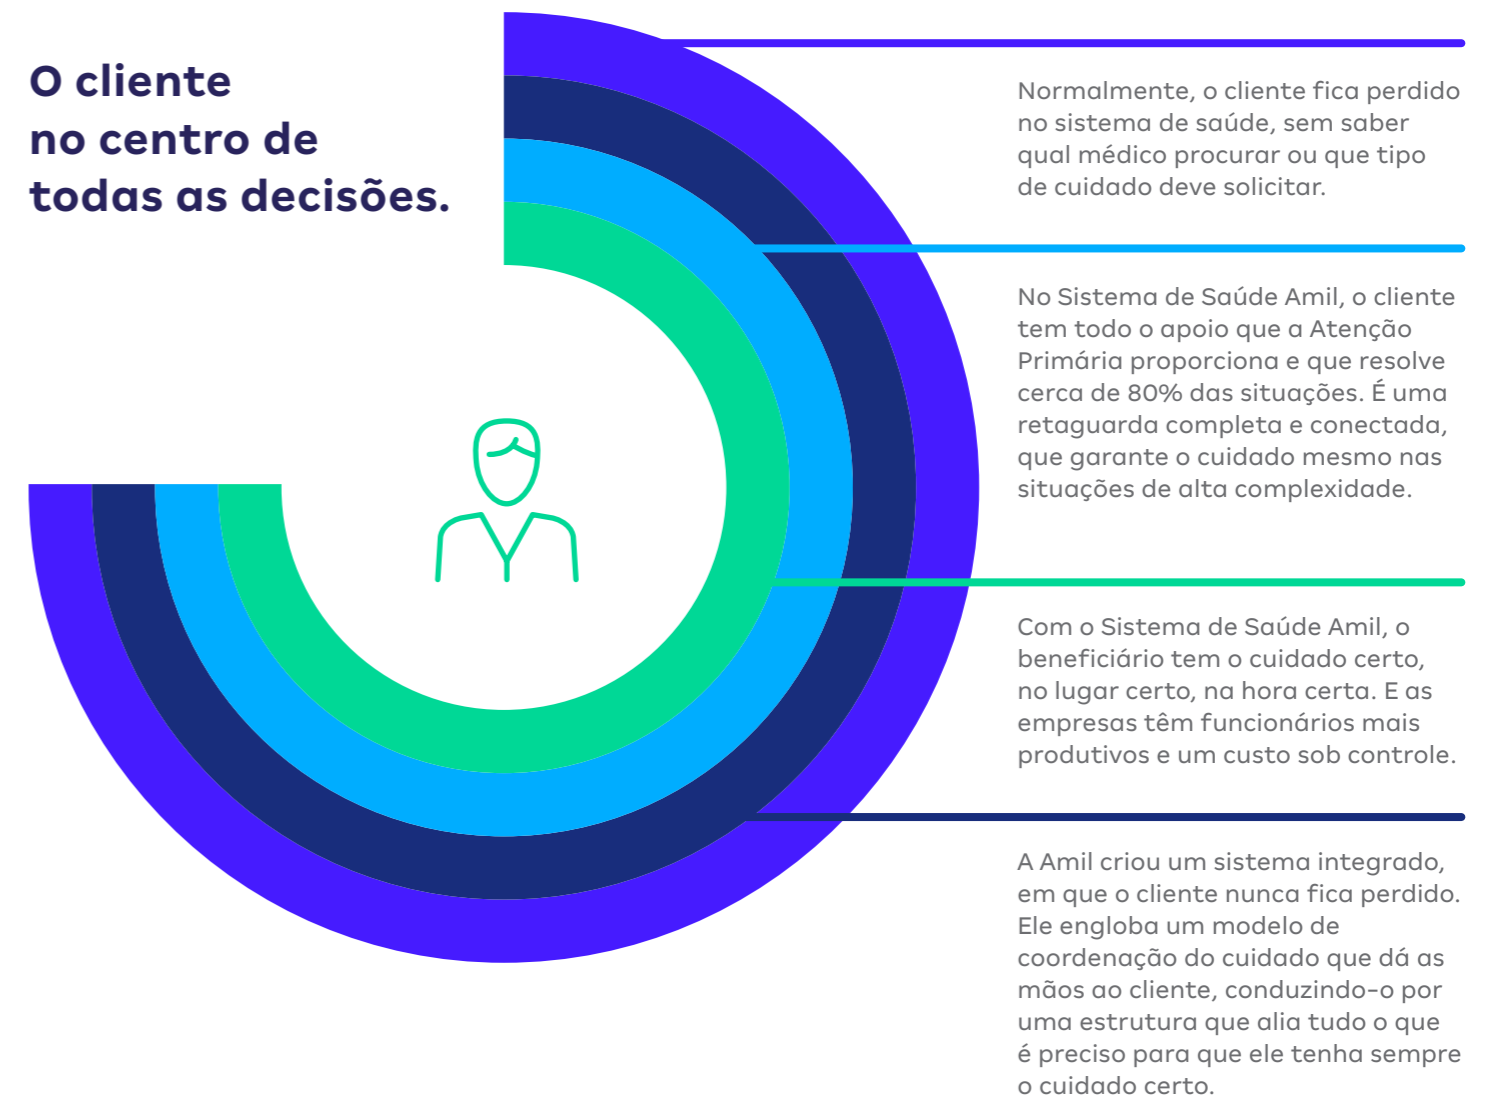 O cliente
no centro de
todas as decisões.
Normalmente, o cliente fica perdido
no sistema de saúde, sem saber
qual médico procurar ou que tipo
de cuidado deve solicitar.
No Sistema de Saúde Amil, o cliente
tem todo o apoio que a Atenção
Primária proporciona e que resolve
cerca de 80% das situações. É uma
retaguarda completa e conectada,
que garante o cuidado mesmo nas
situações de alta complexidade.
Com o Sistema de Saúde Amil, o
beneficiário tem o cuidado certo,
no lugar certo, na hora certa. E as
empresas têm funcionários mais
produtivos e um custo sob controle.
A Amil criou um sistema integrado,
em que o cliente nunca fica perdido.
Ele engloba um modelo de
coordenação do cuidado que dá as
mãos ao cliente, conduzindo-o por
uma estrutura que alia tudo o que
é preciso para que ele tenha sempre
o cuidado certo.